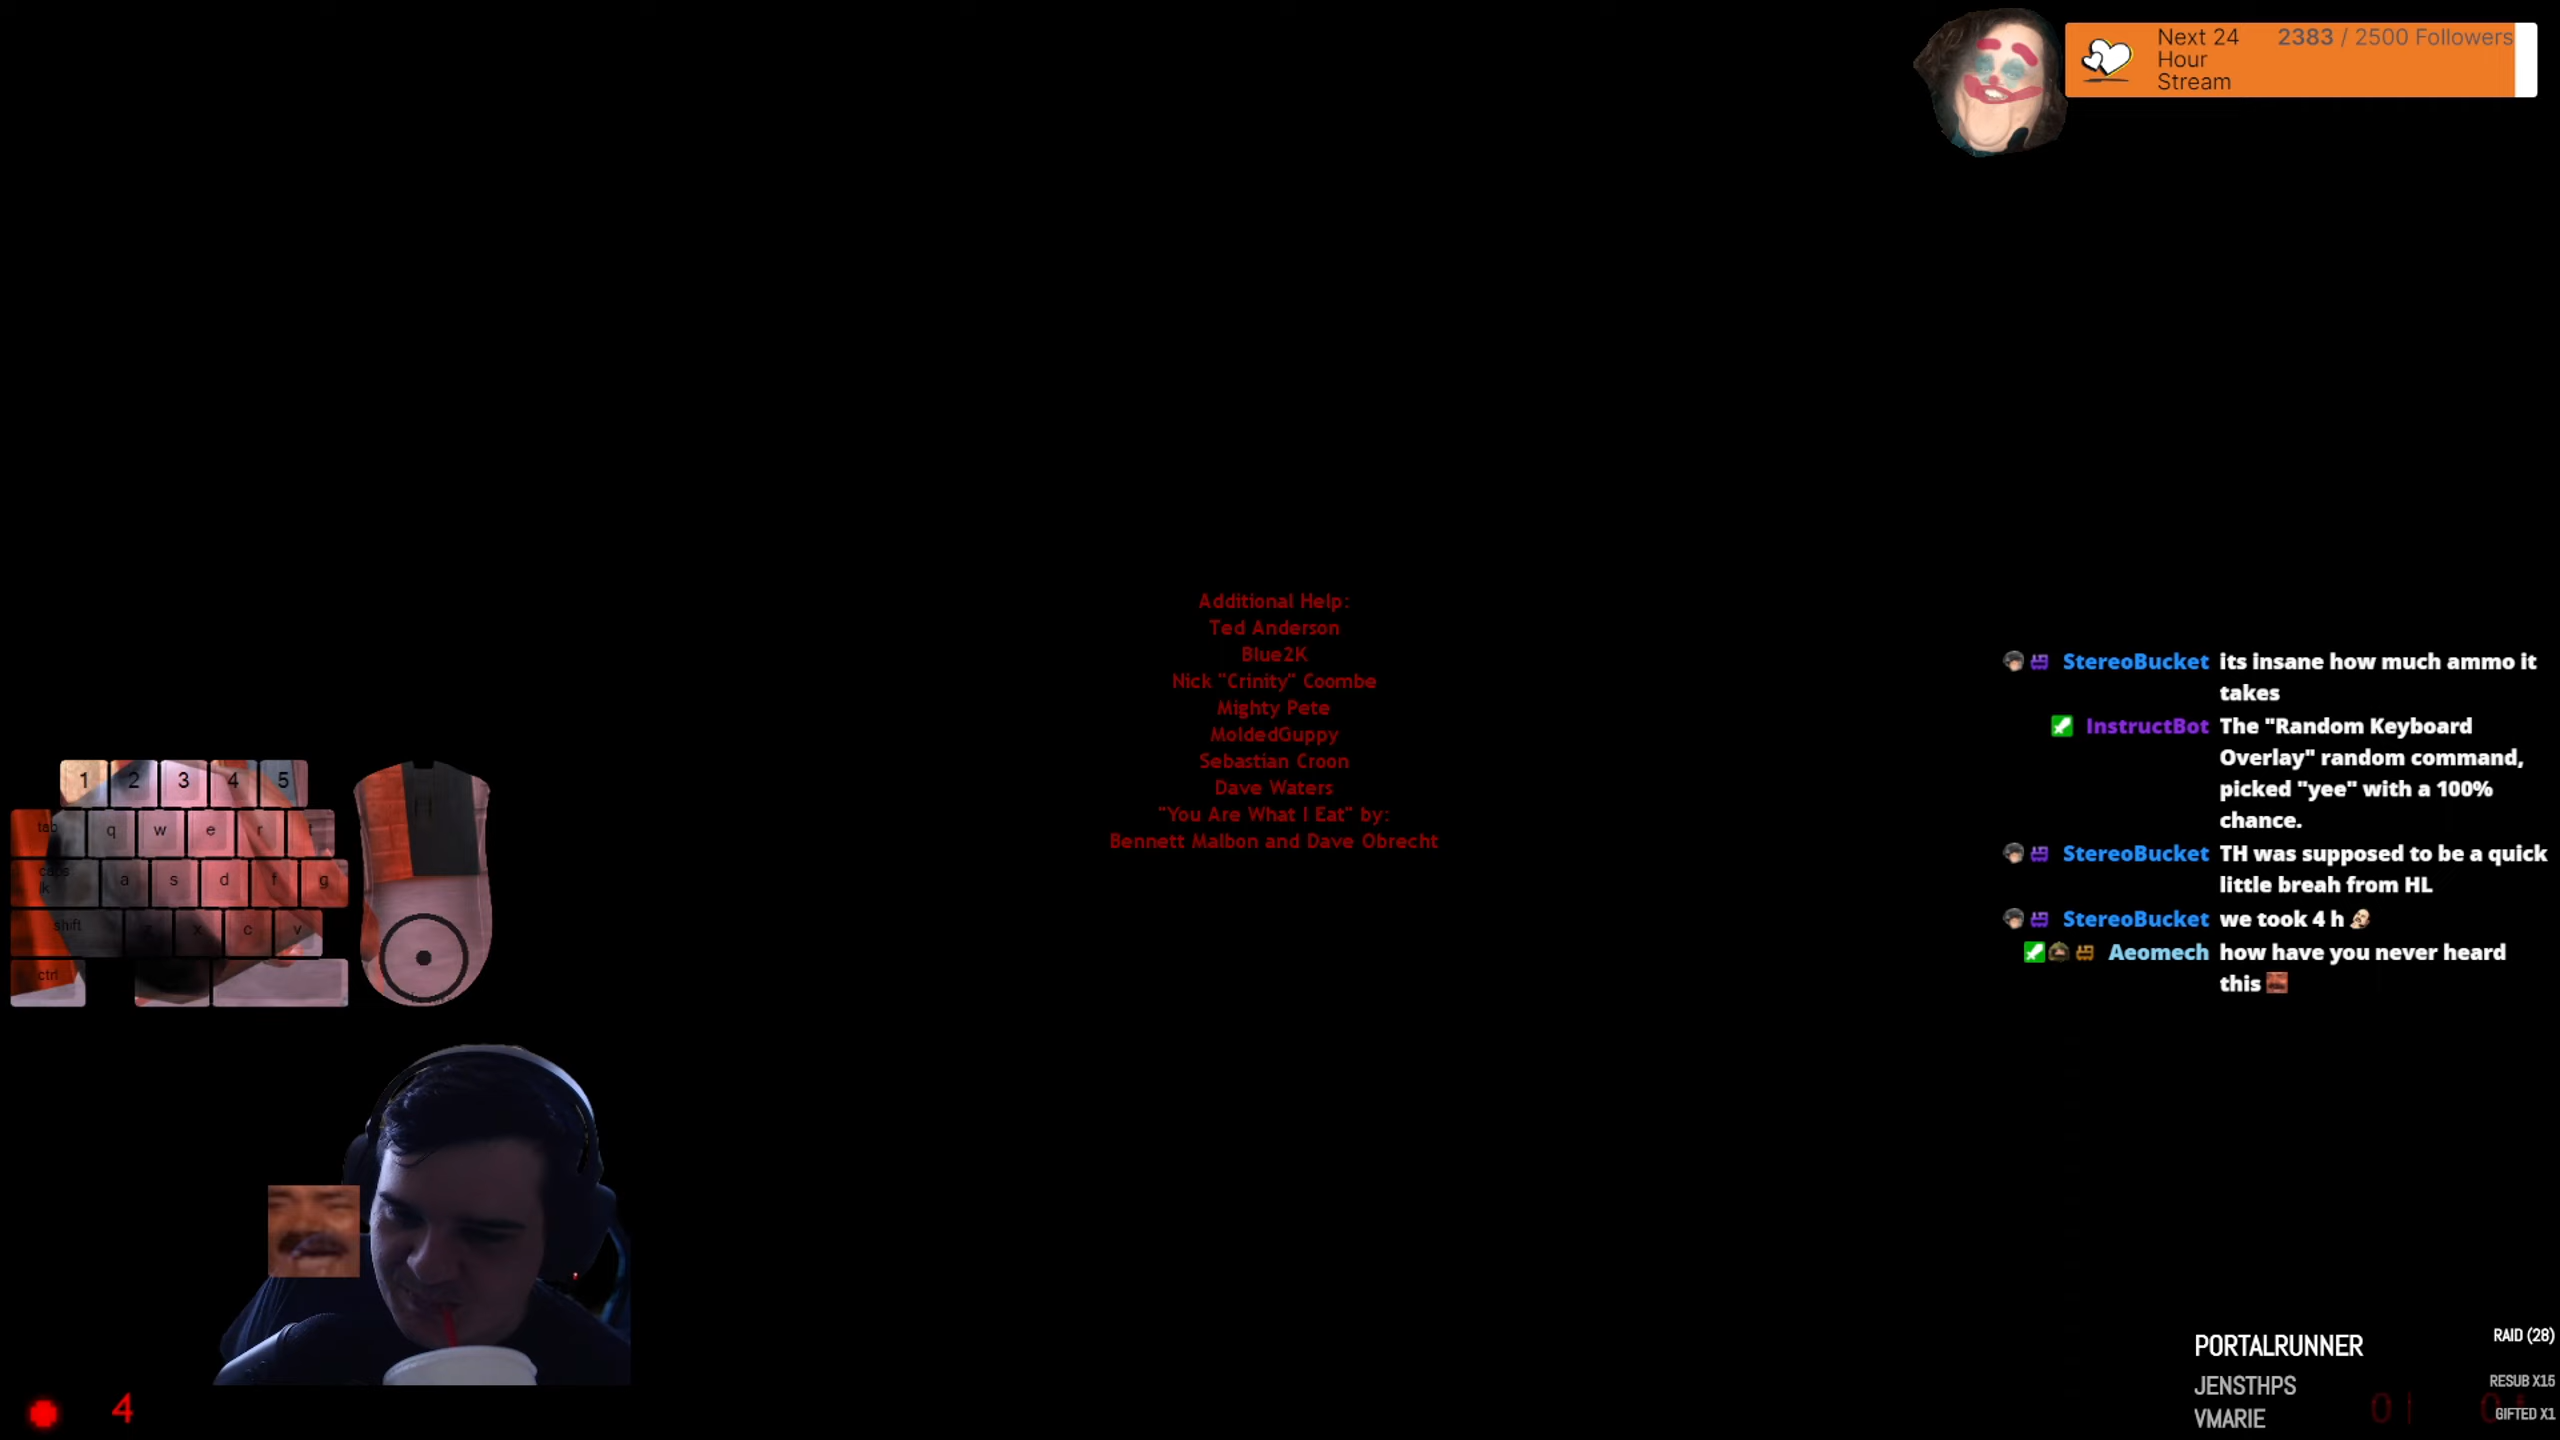 Next 24
Hour
Stream
2383 / 2500 Followers
Additional Help:
Ted Anderson
Blue2K
Nick "Crinity" Coombe
Mighty Pete
MoldedGuppy
Sebastian Croon
Dave Waters
"You Are What I Eat" by:
Bennett Malbon and Dave Obrecht
StereoBucket its insane how much ammo it
takes
InstructBot The "Random Keyboard
Overlay" random command,
picked "yee" with a 100%
chance.
StereoBucket TH was supposed to be a quick
little breah from HL
StereoBucket we took 4 h
Aeomech how have you never heard
this
1 2 3 4 5
tab q w e r t
caps
lk
a s d f g
shift z x c v
ctrl
4
PORTALRUNNER RAID (28)
JENSTHPS RESUB X15
VMARIE GIFTED X1